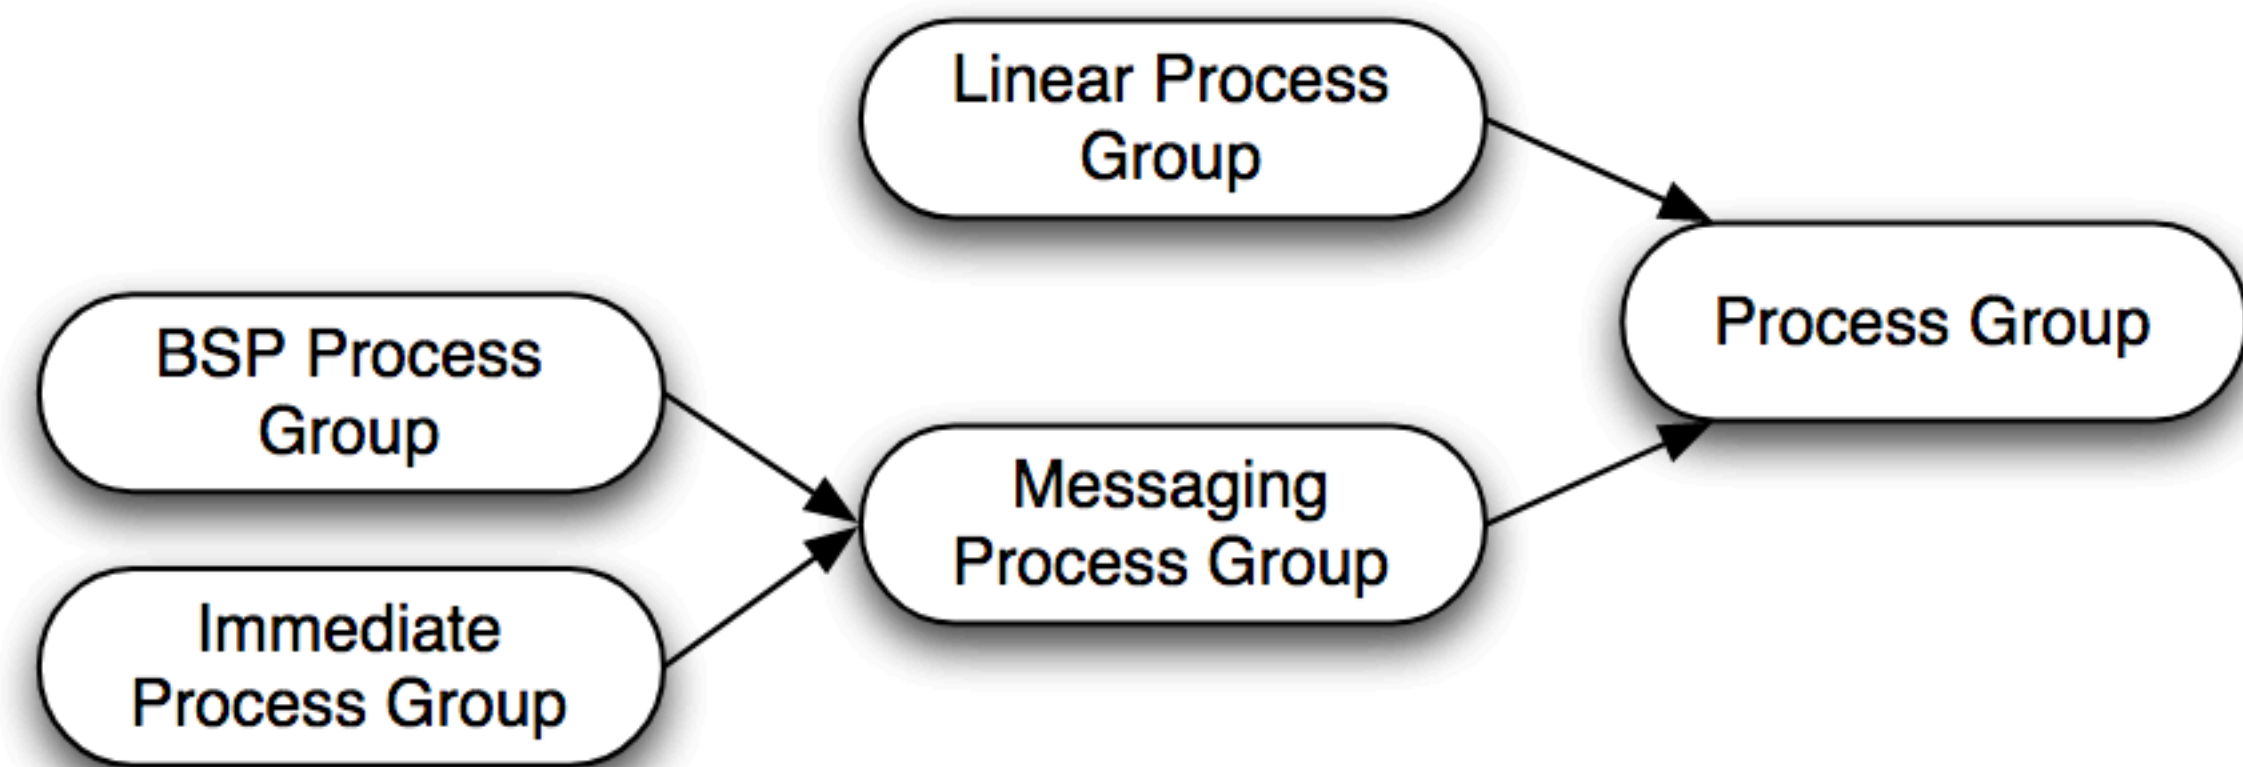 Linear Process
Group
Process Group
BSP Process
Group
Messaging
Process Group
Immediate
Process Group